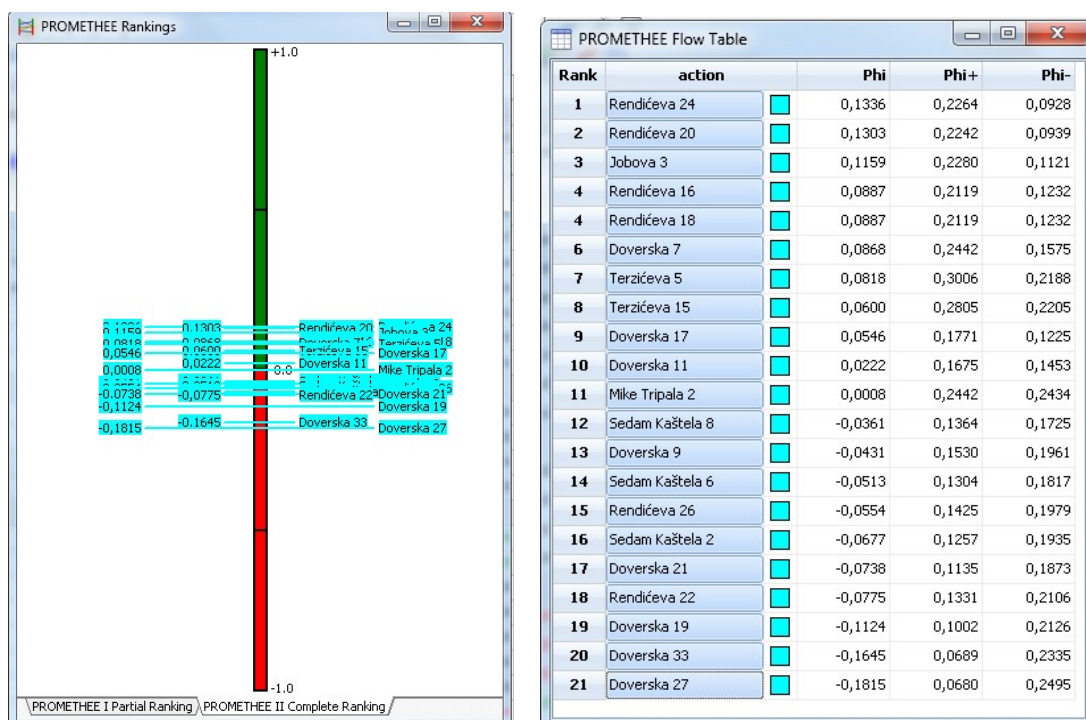 PROMETHEE Rankings
+1.0
0,1303 Rendićeva 20
0,1159 Jobova 3
0,0818 Terzićeva 5
0,0600 Terzićeva 15
0,0546 Doverska 17
0,0222 Doverska 11
0,0008 0.0 Mike Tripala 2
-0,0738 Doverska 21
-0,0775 Rendićeva 22
-0,1124 Doverska 19
-0,1645 Doverska 33
-0,1815 Doverska 27
-1.0
PROMETHEE I Partial Ranking PROMETHEE II Complete Ranking
PROMETHEE Flow Table
Rank action Phi Phi+ Phi-
1 Rendićeva 24 0,1336 0,2264 0,0928
2 Rendićeva 20 0,1303 0,2242 0,0939
3 Jobova 3 0,1159 0,2280 0,1121
4 Rendićeva 16 0,0887 0,2119 0,1232
4 Rendićeva 18 0,0887 0,2119 0,1232
6 Doverska 7 0,0868 0,2442 0,1575
7 Terzićeva 5 0,0818 0,3006 0,2188
8 Terzićeva 15 0,0600 0,2805 0,2205
9 Doverska 17 0,0546 0,1771 0,1225
10 Doverska 11 0,0222 0,1675 0,1453
11 Mike Tripala 2 0,0008 0,2442 0,2434
12 Sedam Kaštela 8 -0,0361 0,1364 0,1725
13 Doverska 9 -0,0431 0,1530 0,1961
14 Sedam Kaštela 6 -0,0513 0,1304 0,1817
15 Rendićeva 26 -0,0554 0,1425 0,1979
16 Sedam Kaštela 2 -0,0677 0,1257 0,1935
17 Doverska 21 -0,0738 0,1135 0,1873
18 Rendićeva 22 -0,0775 0,1331 0,2106
19 Doverska 19 -0,1124 0,1002 0,2126
20 Doverska 33 -0,1645 0,0689 0,2335
21 Doverska 27 -0,1815 0,0680 0,2495